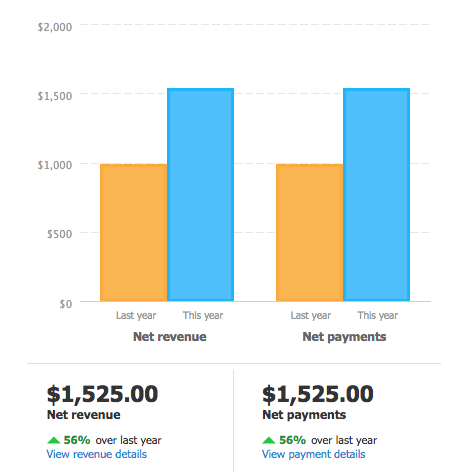 $2,000
$1,500
$1,000
$500
$0
Last year This year Last year This year
Net revenue Net payments
$1,525.00 $1,525.00
Net revenue Net payments
56% over last year 56% over last year
View revenue details View payment details